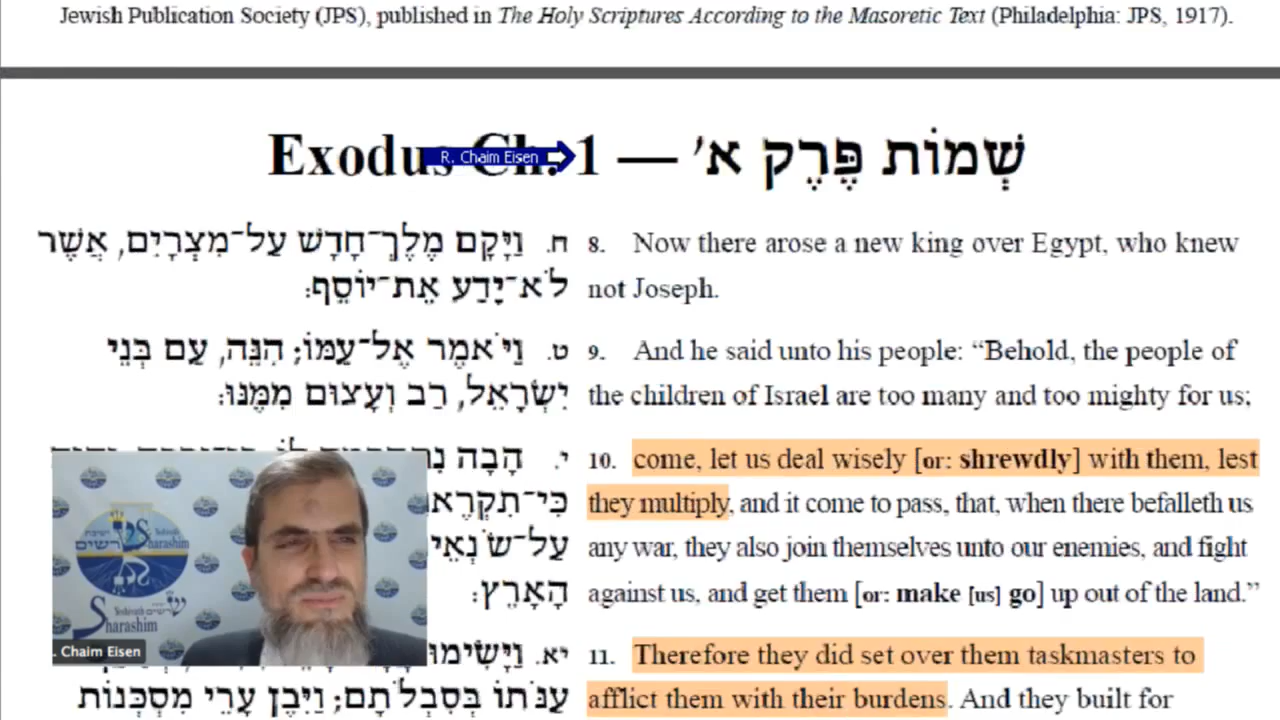 Jewish Publication Society (JPS), published in The Holy Scriptures According to the Masoretic Text (Philadelphia: JPS, 1917).
Exodus Ch. 1 — שְׁמוֹת פֶּרֶק א׳
R. Chaim Eisen
ח. וַיָּקָם מֶלֶךְ־חָדָשׁ עַל־מִצְרָיִם, אֲשֶׁר
לֹא־יָדַע אֶת־יוֹסֵף:
8. Now there arose a new king over Egypt, who knew
not Joseph.
ט. וַיֹּאמֶר אֶל־עַמּוֹ; הִנֵּה, עַם בְּנֵי
יִשְׂרָאֵל, רַב וְעָצוּם מִמֶּנּוּ:
9. And he said unto his people: “Behold, the people of
the children of Israel are too many and too mighty for us;
י. הָבָה
כִּי־תִקְרֶא
עַל־שֹׂנְאֵי
הָאָרֶץ:
10. come, let us deal wisely [or: shrewdly] with them, lest
they multiply, and it come to pass, that, when there befalleth us
any war, they also join themselves unto our enemies, and fight
against us, and get them [or: make [us] go] up out of the land.”
יא. וַיָּשִׂימוּ
עַנֹּתוֹ בְּסִבְלֹתָם; וַיִּבֶן עָרֵי מִסְכְּנוֹת
11. Therefore they did set over them taskmasters to
afflict them with their burdens. And they built for
ישיבת
שרשים
Yeshivath
Sharashim
Yeshivath
Sharashim
. Chaim Eisen